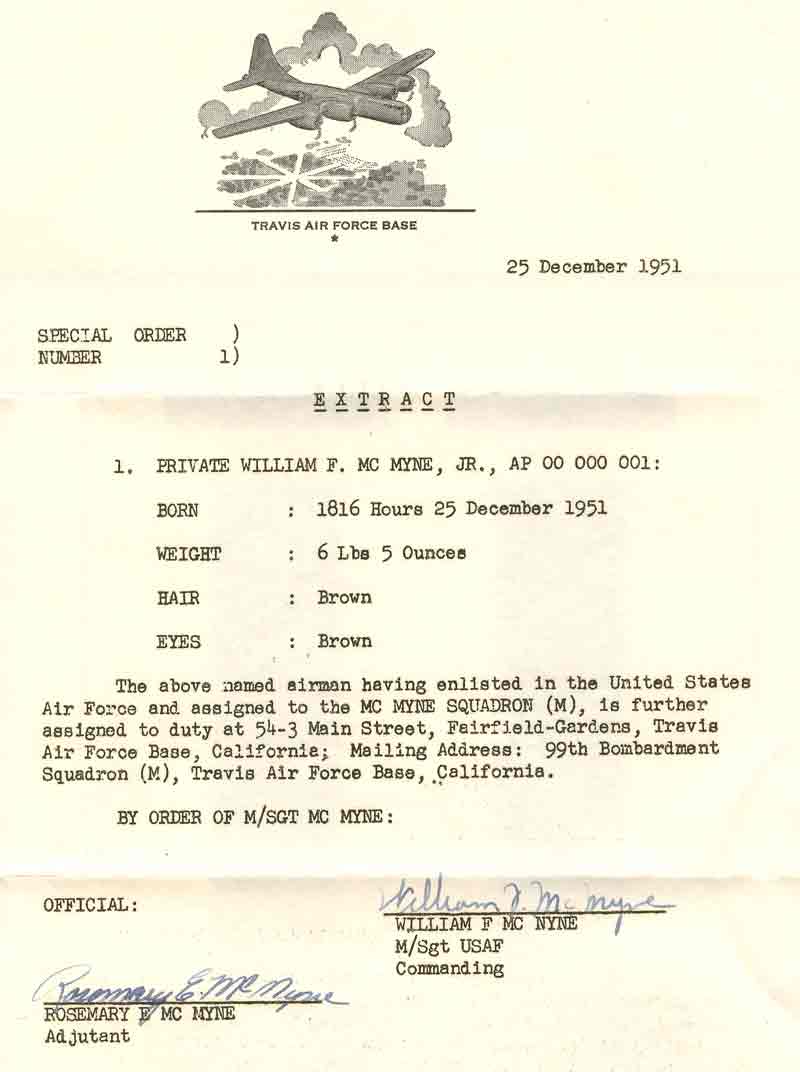 TRAVIS AIR FORCE BASE
*
25 December 1951
SPECIAL ORDER )
NUMBER 1)
E X T R A C T
1. PRIVATE WILLIAM F. MC MYNE, JR., AP 00 000 001:
BORN : 1816 Hours 25 December 1951
WEIGHT : 6 Lbs 5 Ounces
HAIR : Brown
EYES : Brown
The above named airman having enlisted in the United States
Air Force and assigned to the MC MYNE SQUADRON (M), is further
assigned to duty at 54-3 Main Street, Fairfield-Gardens, Travis
Air Force Base, California; Mailing Address: 99th Bombardment
Squadron (M), Travis Air Force Base, California.
BY ORDER OF M/SGT MC MYNE:
OFFICIAL:
William F. Mc Myne
WILLIAM F MC NYNE
M/Sgt USAF
Commanding
Rosemary E. Mc Myne
ROSEMARY E MC MYNE
Adjutant